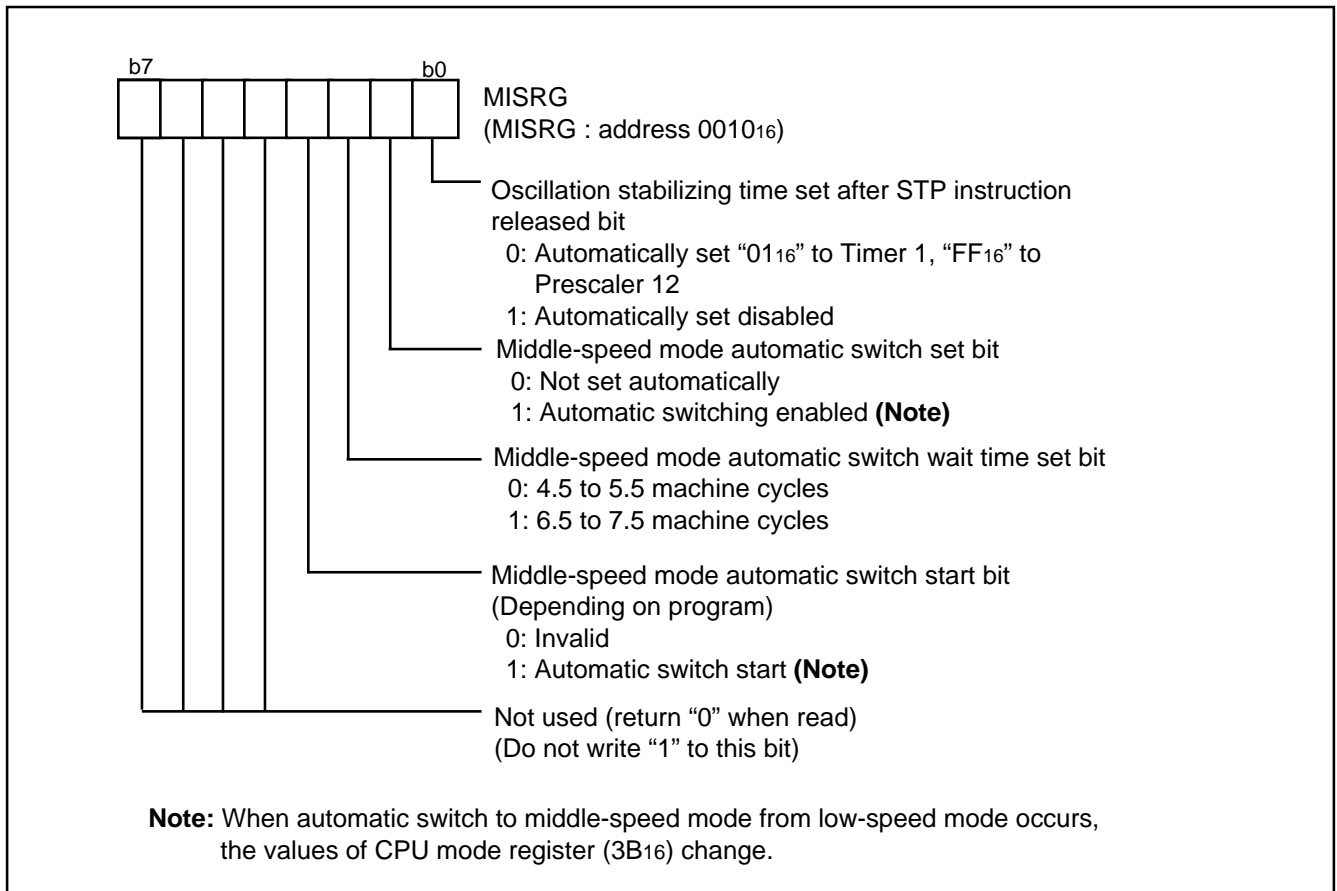 b7 b0
MISRG
(MISRG : address 001016)
Oscillation stabilizing time set after STP instruction
released bit
0: Automatically set “0116” to Timer 1, “FF16” to
Prescaler 12
1: Automatically set disabled
Middle-speed mode automatic switch set bit
0: Not set automatically
1: Automatic switching enabled (Note)
Middle-speed mode automatic switch wait time set bit
0: 4.5 to 5.5 machine cycles
1: 6.5 to 7.5 machine cycles
Middle-speed mode automatic switch start bit
(Depending on program)
0: Invalid
1: Automatic switch start (Note)
Not used (return “0” when read)
(Do not write “1” to this bit)
Note: When automatic switch to middle-speed mode from low-speed mode occurs,
the values of CPU mode register (3B16) change.